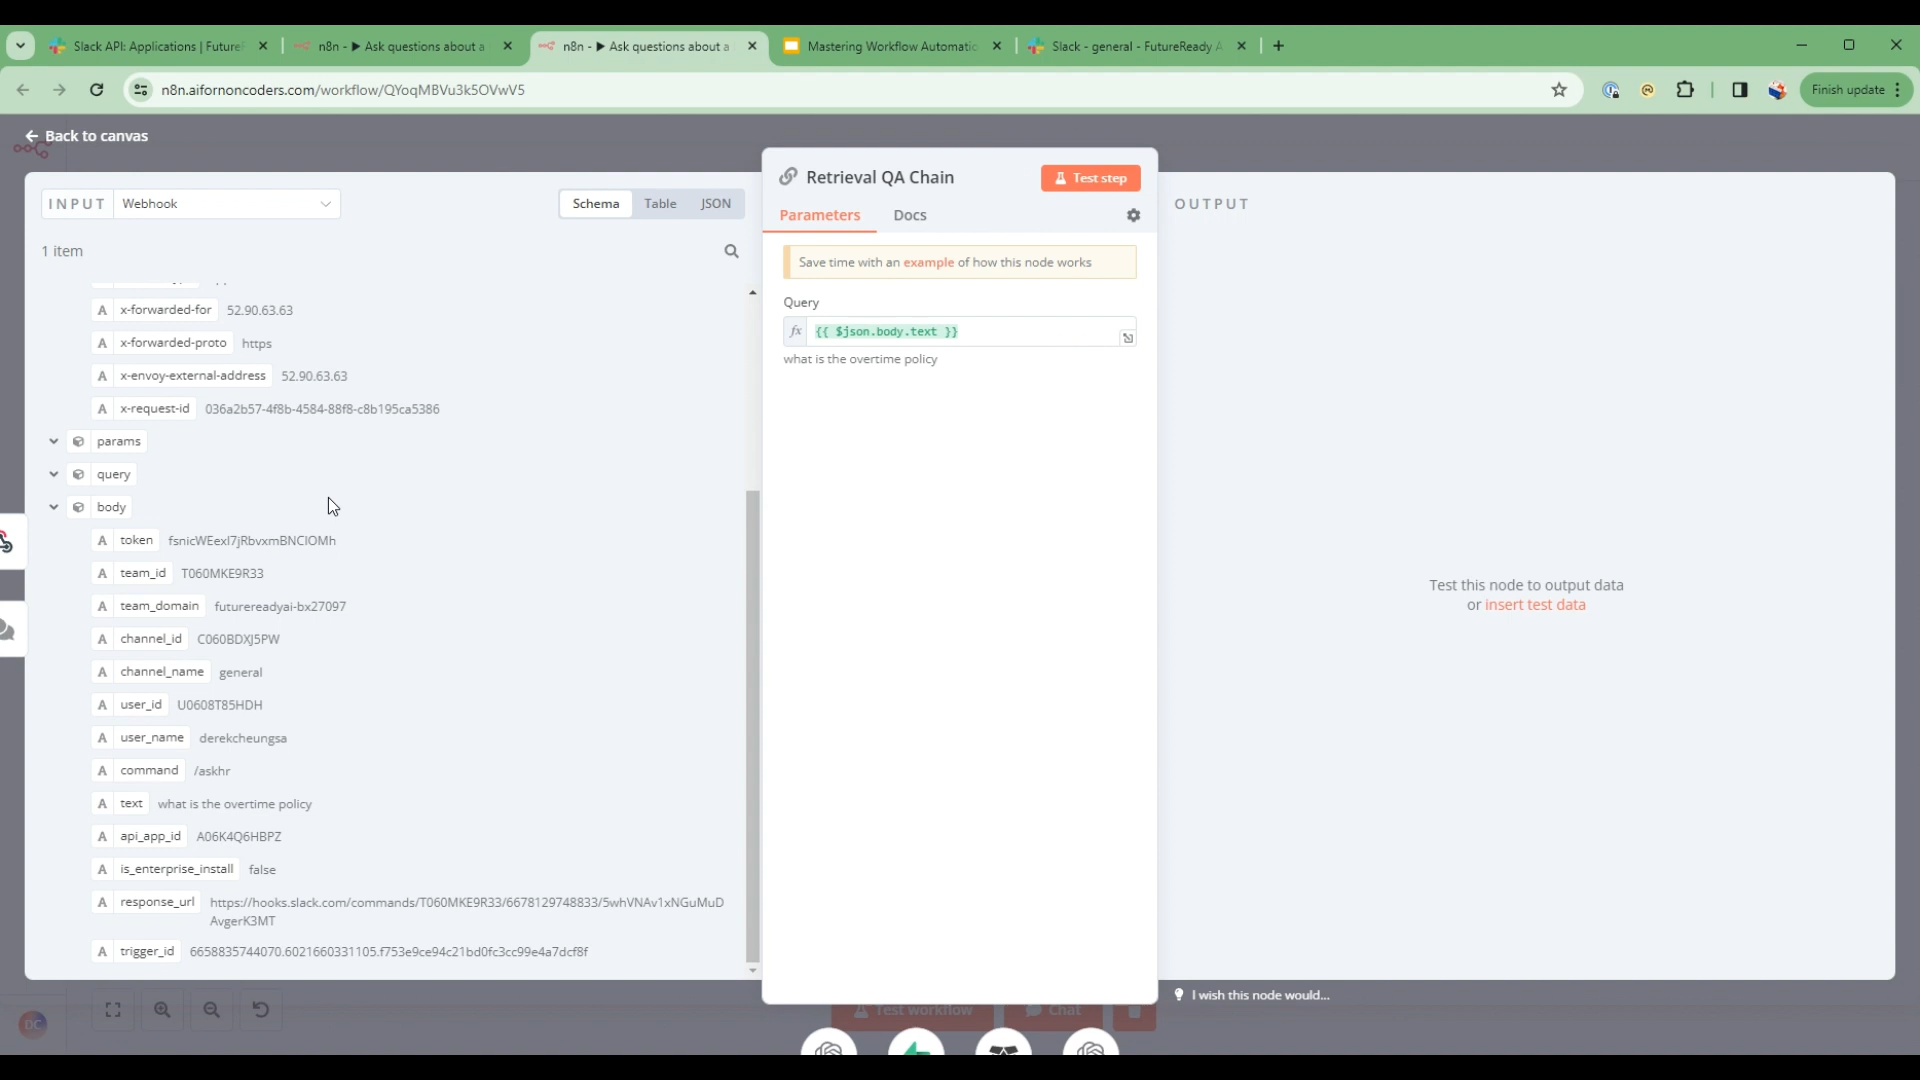 Slack API: Applications | Future
n8n - ▶ Ask questions about a
n8n - ▶ Ask questions about a
Mastering Workflow Automatic
Slack - general - FutureReady A
n8n.aifornoncoders.com/workflow/QYoqMBVu3k5OVwV5
Finish update
Back to canvas
INPUT
Webhook
Schema
Table
JSON
1 item
A x-forwarded-for 52.90.63.63
A x-forwarded-proto https
A x-envoy-external-address 52.90.63.63
A x-request-id 036a2b57-4f8b-4584-88f8-c8b195ca5386
params
query
body
A token fsnicWEexl7jRbvxmBNCIOMh
A team_id T060MKE9R33
A team_domain futurereadyai-bx27097
A channel_id C060BDXJ5PW
A channel_name general
A user_id U0608T85HDH
A user_name derekcheungsa
A command /askhr
A text what is the overtime policy
A api_app_id A06K4Q6HBPZ
A is_enterprise_install false
A response_url https://hooks.slack.com/commands/T060MKE9R33/6678129748833/5whVNAv1xNGuMuD
AvgerK3MT
A trigger_id 6658835744070.6021660331105.f753e9ce94c21bd0fc3cc99e4a7dcf8f
Retrieval QA Chain
Test step
Parameters
Docs
Save time with an example of how this node works
Query
fx {{ $json.body.text }}
what is the overtime policy
OUTPUT
Test this node to output data
or insert test data
I wish this node would...
DC
Test workflow
Chat